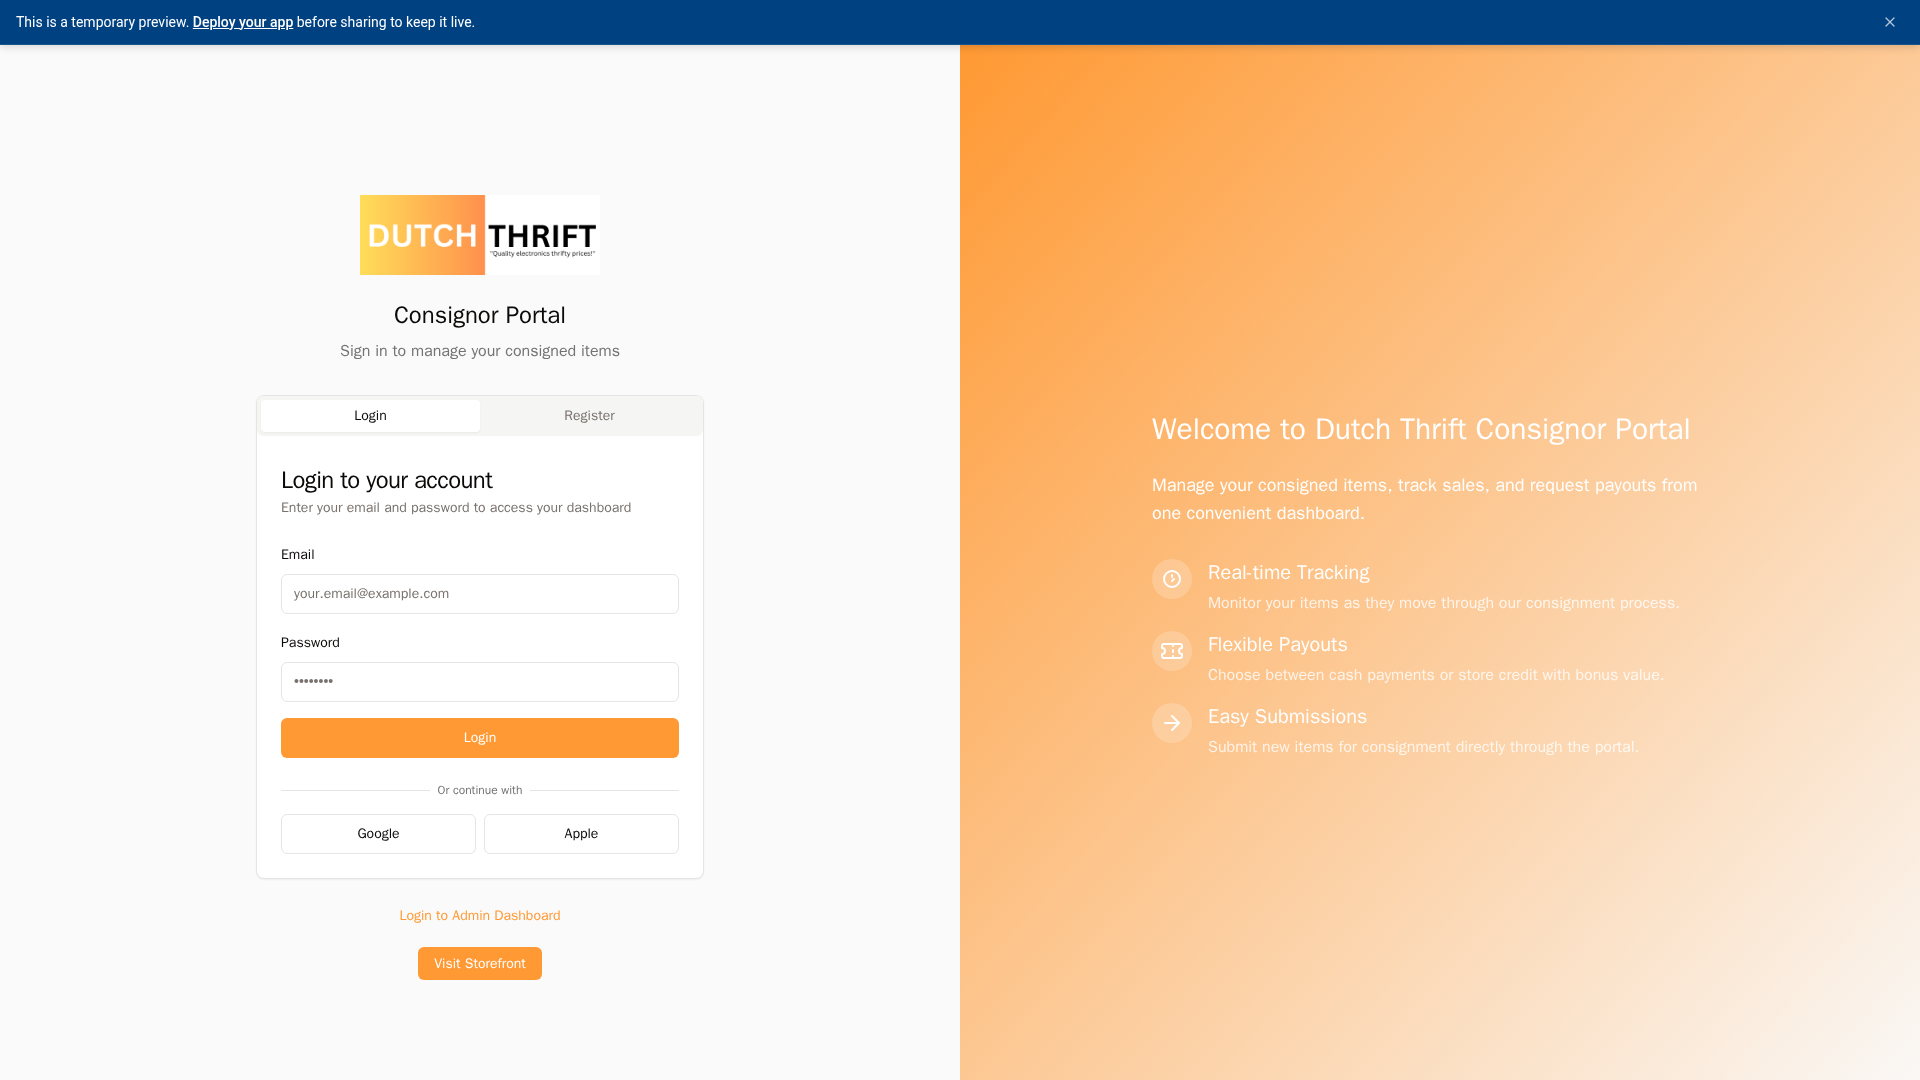 This is a temporary preview. Deploy your app before sharing to keep it live.
DUTCH THRIFT
"Quality electronics thrifty prices!"
Consignor Portal
Sign in to manage your consigned items
Login
Register
Login to your account
Enter your email and password to access your dashboard
Email
your.email@example.com
Password
••••••••
Login
Or continue with
Google
Apple
Login to Admin Dashboard
Visit Storefront
Welcome to Dutch Thrift Consignor Portal
Manage your consigned items, track sales, and request payouts from
one convenient dashboard.
Real-time Tracking
Monitor your items as they move through our consignment process.
Flexible Payouts
Choose between cash payments or store credit with bonus value.
Easy Submissions
Submit new items for consignment directly through the portal.